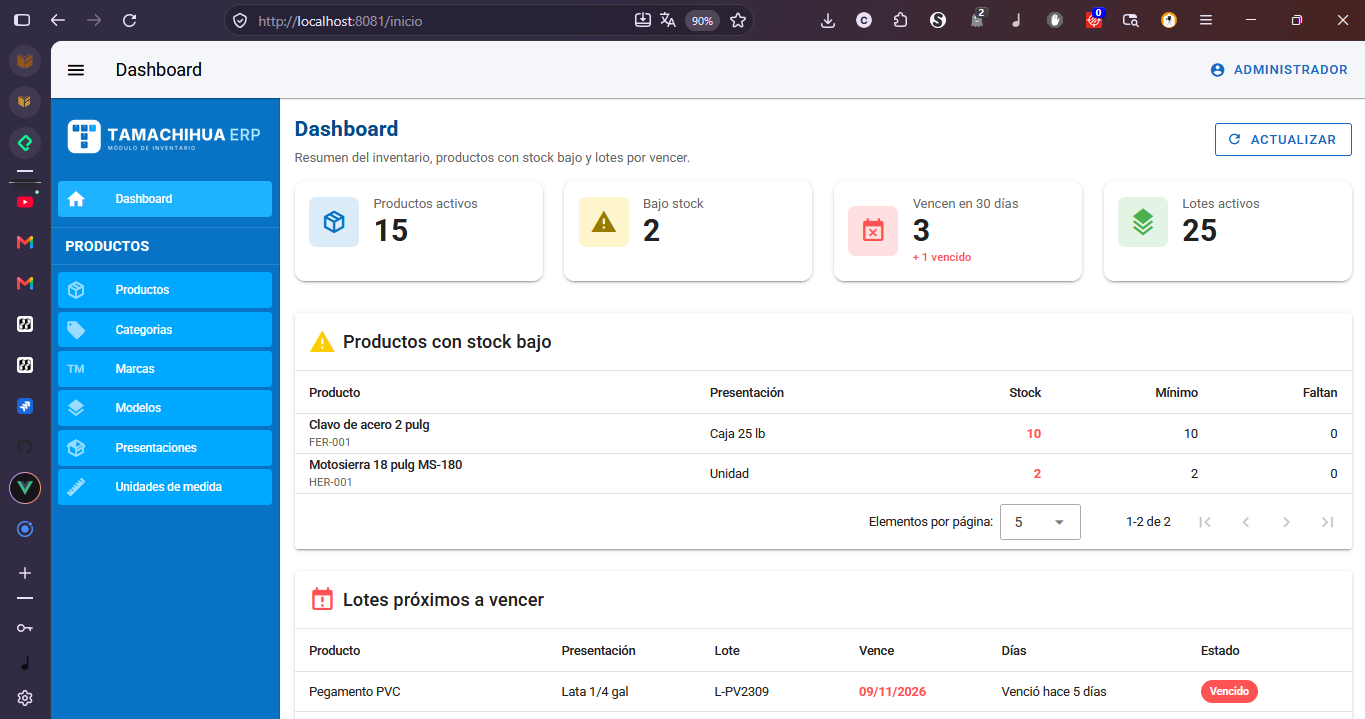 http://localhost:8081/inicio
90%
2
0
Dashboard
ADMINISTRADOR
TAMACHIHUA ERP
MÓDULO DE INVENTARIO
Dashboard
PRODUCTOS
Productos
Categorias
TM Marcas
Modelos
Presentaciones
Unidades de medida
Dashboard
Resumen del inventario, productos con stock bajo y lotes por vencer.
ACTUALIZAR
Productos activos
15
Bajo stock
2
Vencen en 30 días
3
+ 1 vencido
Lotes activos
25
Productos con stock bajo
Producto Presentación Stock Mínimo Faltan
Clavo de acero 2 pulg
FER-001
Caja 25 lb 10 10 0
Motosierra 18 pulg MS-180
HER-001
Unidad 2 2 0
Elementos por página: 5 1-2 de 2
Lotes próximos a vencer
Producto Presentación Lote Vence Días Estado
Pegamento PVC Lata 1/4 gal L-PV2309 09/11/2026 Venció hace 5 días Vencido